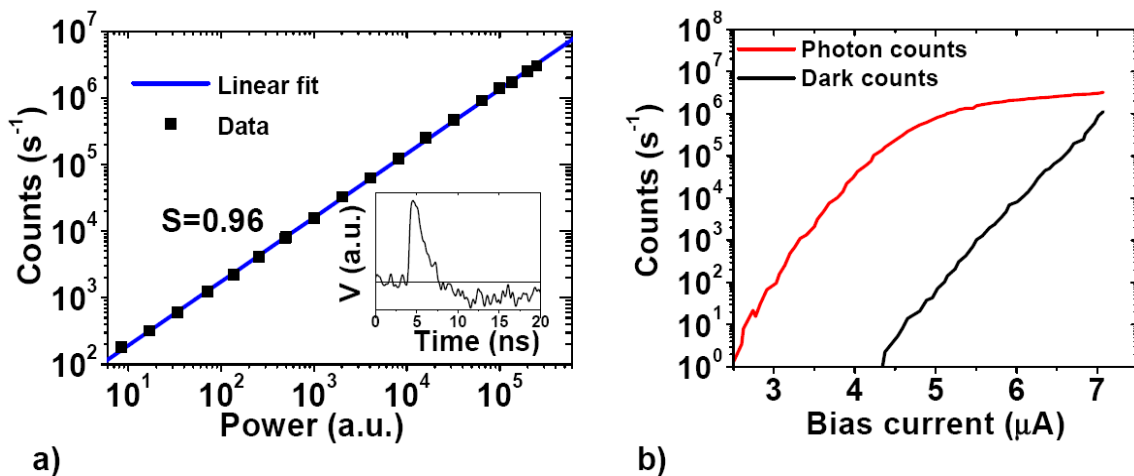 10^7
10^6
10^5
10^4
10^3
10^2
Counts (s^-1)
Linear fit
Data
S=0.96
V (a.u.)
0 5 10 15 20
Time (ns)
10^1 10^2 10^3 10^4 10^5
Power (a.u.)
a)
10^8
10^7
10^6
10^5
10^4
10^3
10^2
10^1
10^0
Counts (s^-1)
Photon counts
Dark counts
3 4 5 6 7
Bias current (μA)
b)